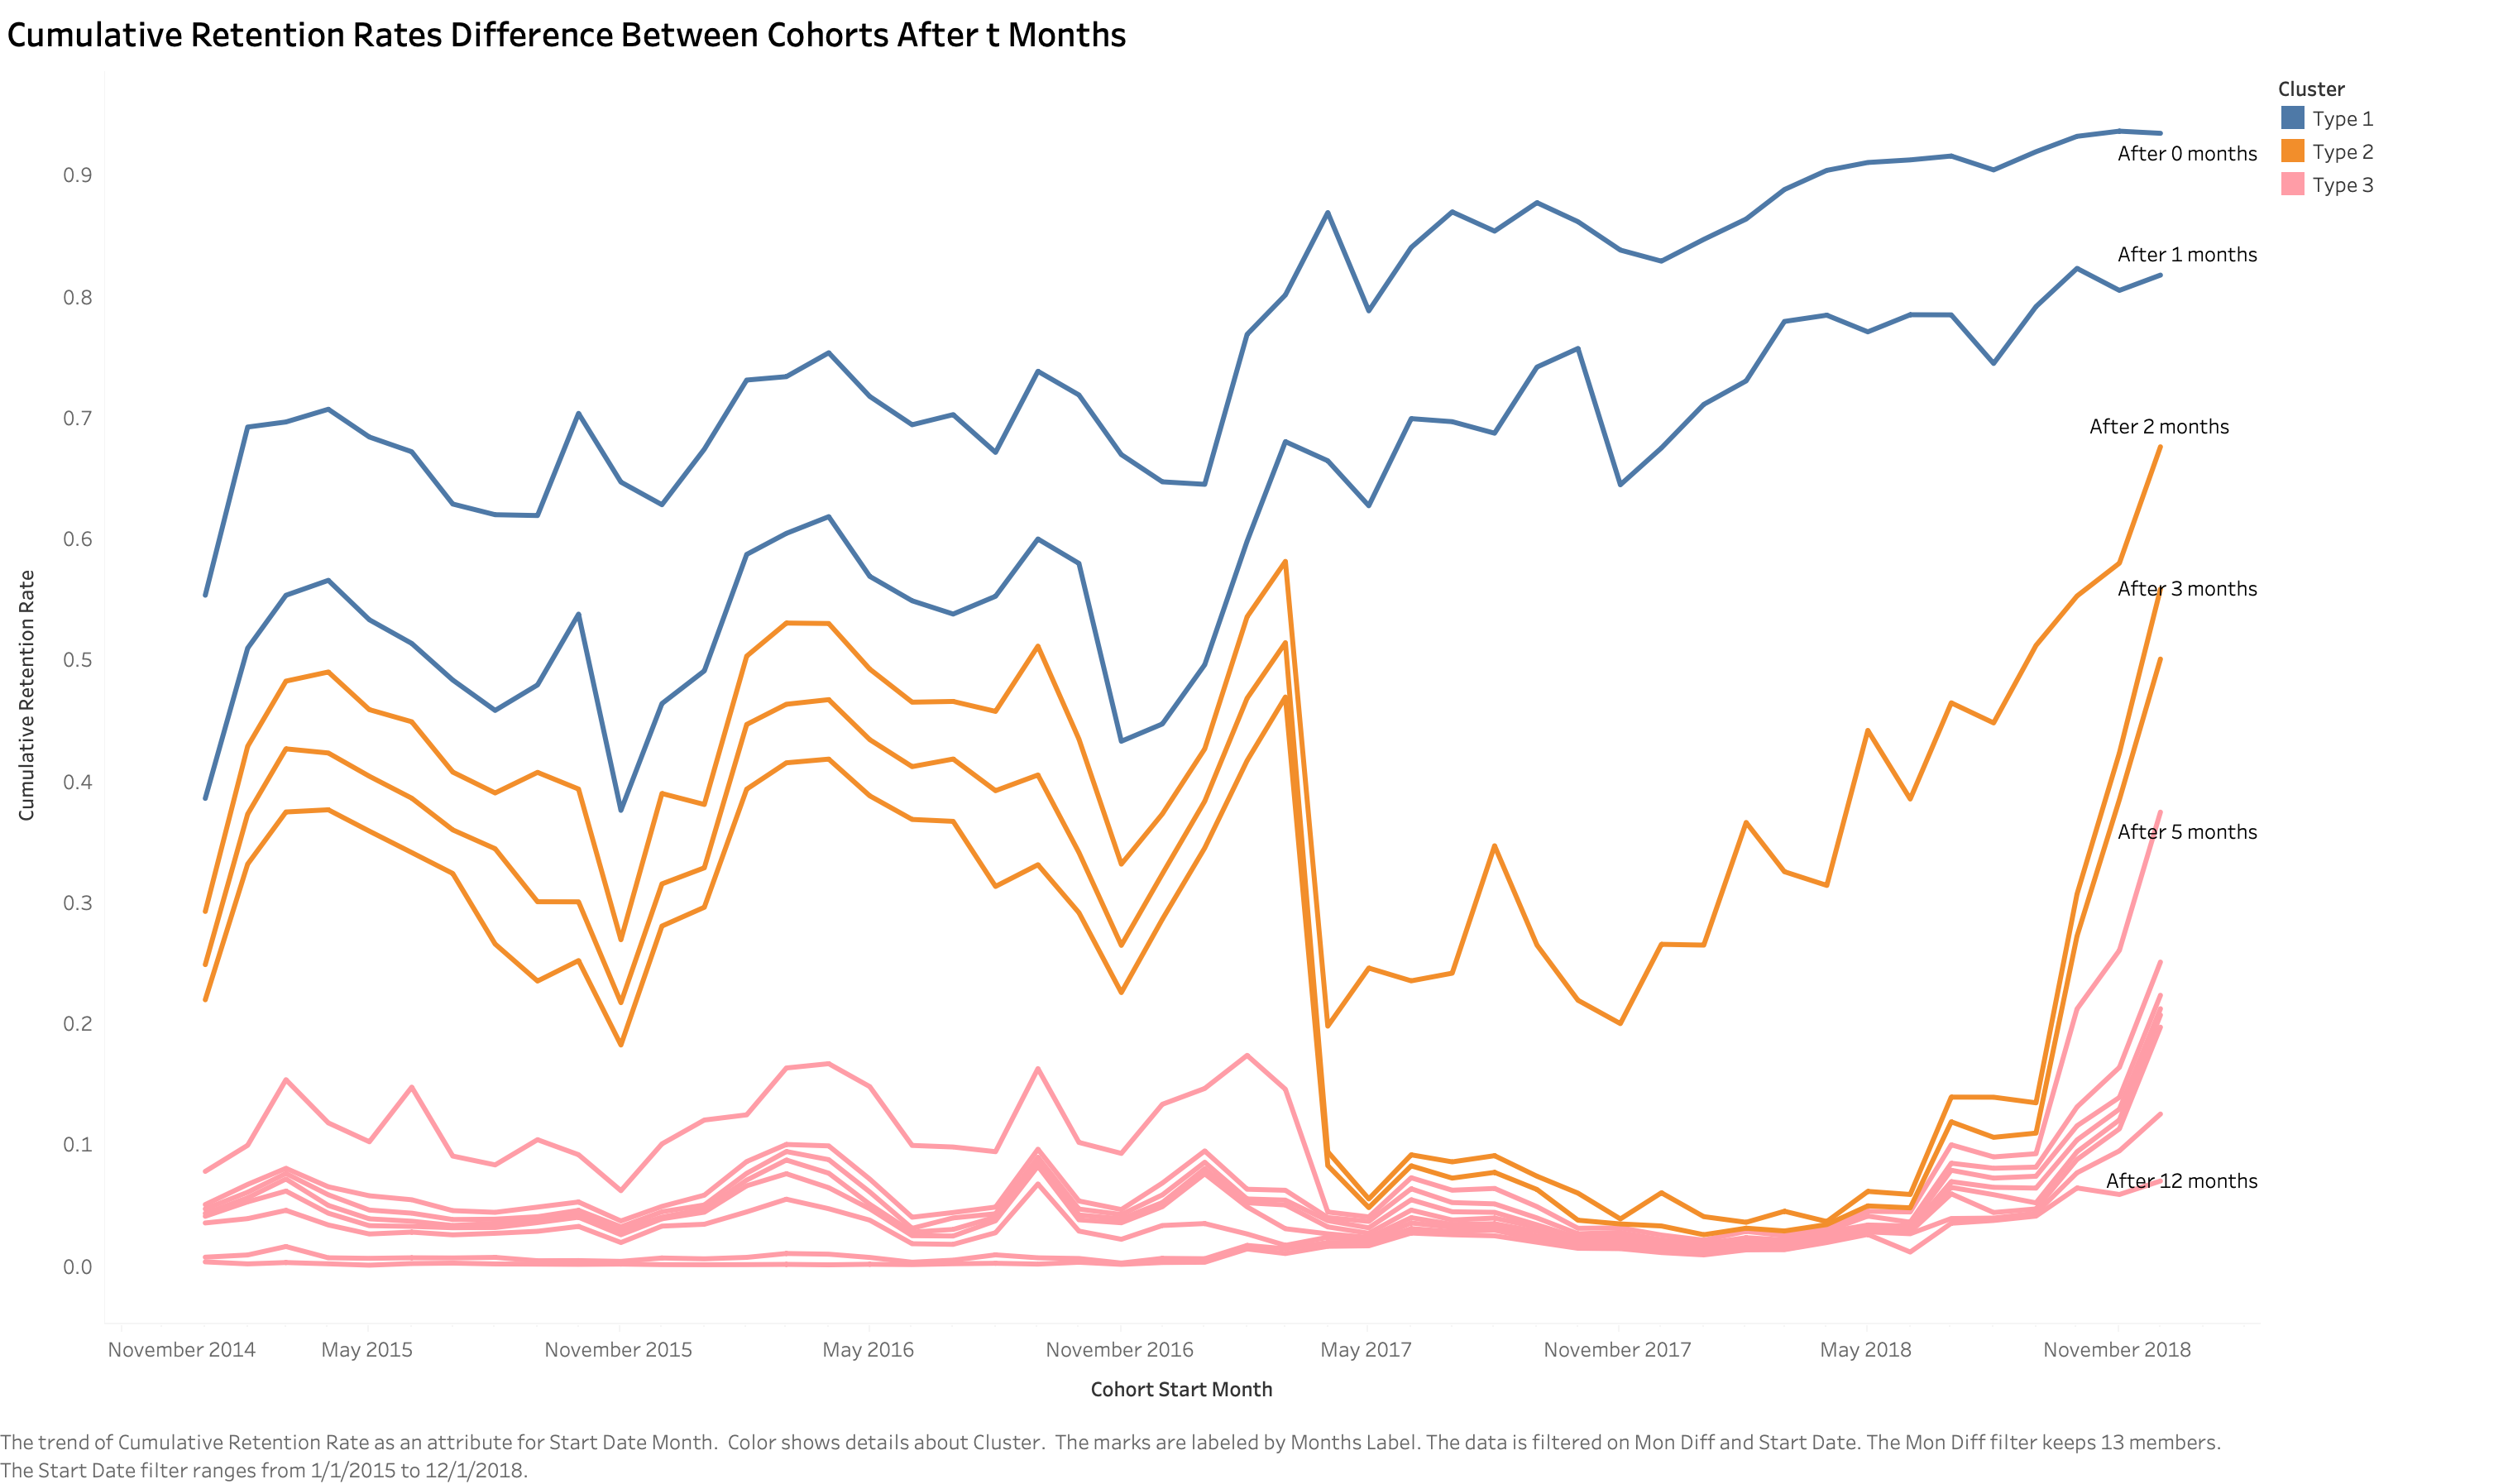 Cumulative Retention Rates Difference Between Cohorts After t Months
Cluster
Type 1
Type 2
Type 3
After 0 months
After 1 months
After 2 months
After 3 months
After 5 months
After 12 months
Cumulative Retention Rate
0.9
0.8
0.7
0.6
0.5
0.4
0.3
0.2
0.1
0.0
November 2014 May 2015 November 2015 May 2016 November 2016 May 2017 November 2017 May 2018 November 2018
Cohort Start Month
The trend of Cumulative Retention Rate as an attribute for Start Date Month.  Color shows details about Cluster.  The marks are labeled by Months Label. The data is filtered on Mon Diff and Start Date. The Mon Diff filter keeps 13 members.
The Start Date filter ranges from 1/1/2015 to 12/1/2018.